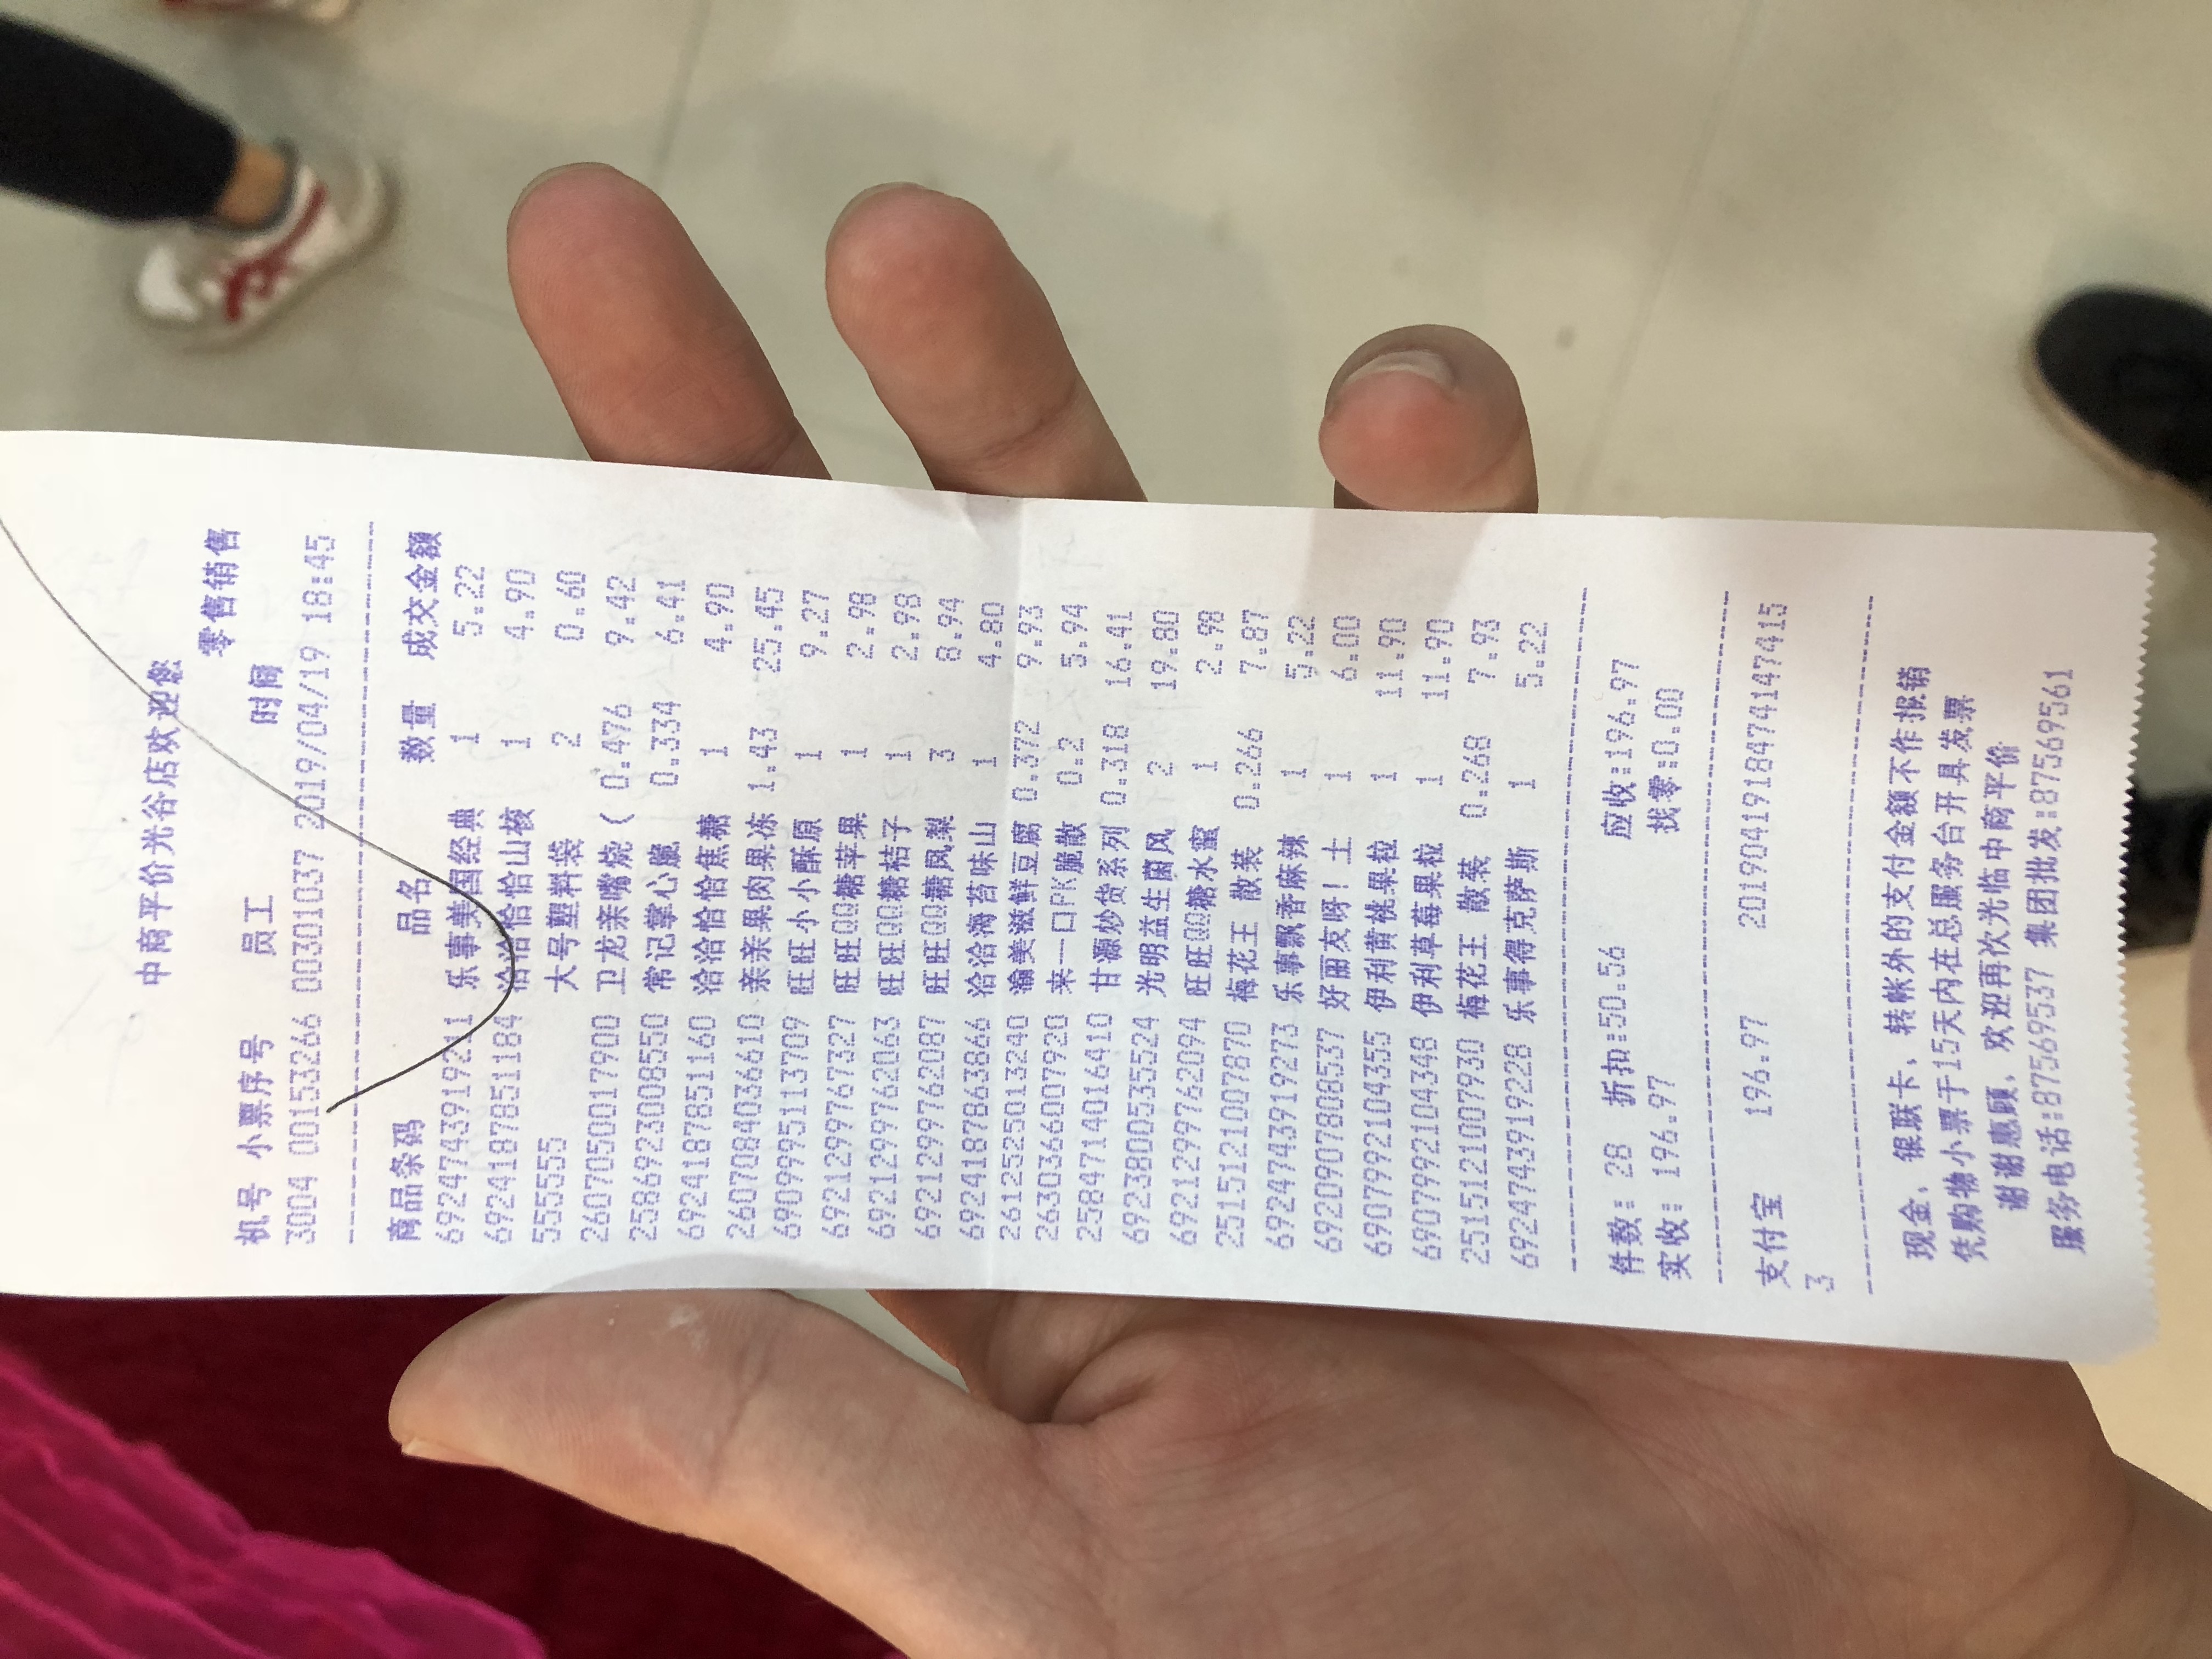 中商平价光谷店欢迎您
零售销售
机号 小票序号 员工 时间
3004 00153266 00301037 2019/04/19 18:45
商品条码 品名 数量 成交金额
6924743919211 乐事美国经典 1 5.22
6924187851184 洽洽恰恰山核 1 4.90
555555 大号塑料袋 2 0.60
2607050017900 卫龙亲嘴烧( 0.476 9.42
2586923008550 常记掌心脆 0.334 6.41
6924187851160 洽洽恰恰焦糖 1 4.90
2607084036610 亲亲果肉果冻 1.43 25.45
6909995113709 旺旺小小酥原 1 9.27
6921299767327 旺旺QQ糖苹果 1 2.98
6921299762063 旺旺QQ糖桔子 1 2.98
6921299762087 旺旺QQ糖凤梨 3 8.94
6924187863866 洽洽海苔味山 1 4.80
2612525013240 渝美滋鲜豆腐 0.372 9.93
2630366007920 来一口PK脆散 0.2 5.94
2584714016410 甘源炒货系列 0.318 16.41
6923800535524 光明益生菌风 2 19.80
6921299762094 旺旺QQ糖水蜜 1 2.98
2515121007870 梅花王 散装 0.266 7.87
6924743919273 乐事飘香麻辣 1 5.22
6920907808537 好丽友呀！土 1 6.00
6907992104355 伊利黄桃果粒 1 11.90
6907992104348 伊利草莓果粒 1 11.90
2515121007930 梅花王 散装 0.268 7.93
6924743919228 乐事得克萨斯 1 5.22
件数: 28 折扣:50.56 应收:196.97
实收: 196.97 找零:0.00
支付宝 196.97 2019041918474147415
3
现金、银联卡、转帐外的支付金额不作报销
凭购物小票于15天内在总服务台开具发票
谢谢惠顾、欢迎再次光临中商平价
服务电话:87569537 集团批发:87569561